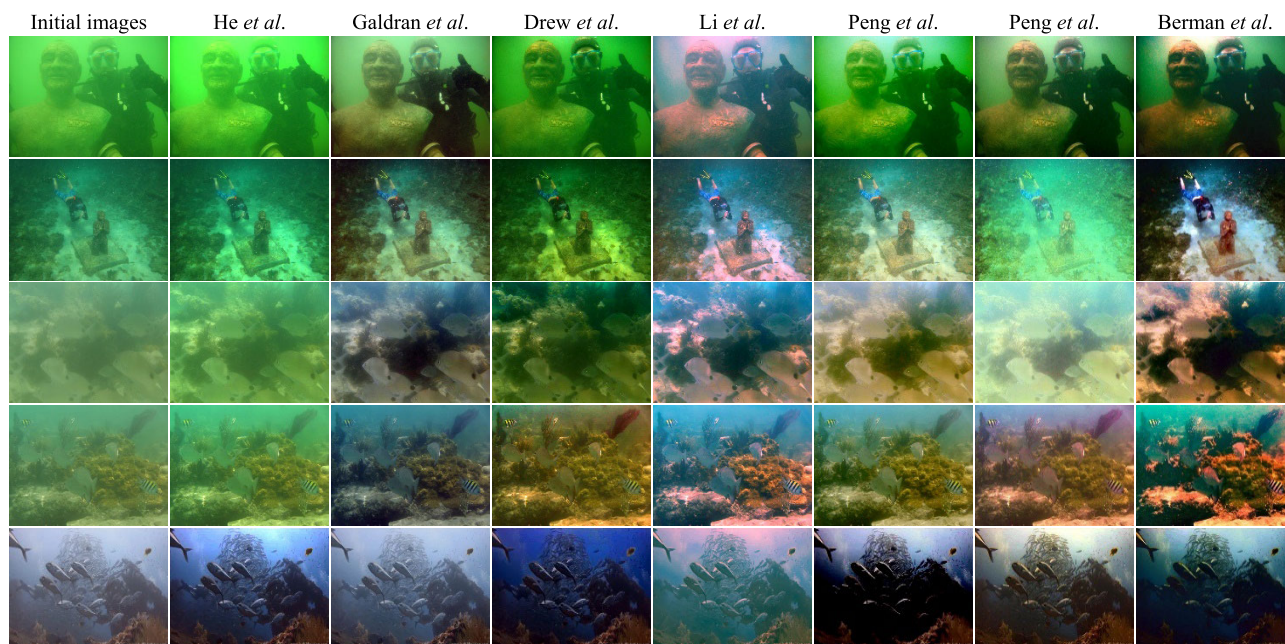 Initial images He et al. Galdran et al. Drew et al. Li et al. Peng et al. Peng et al. Berman et al.